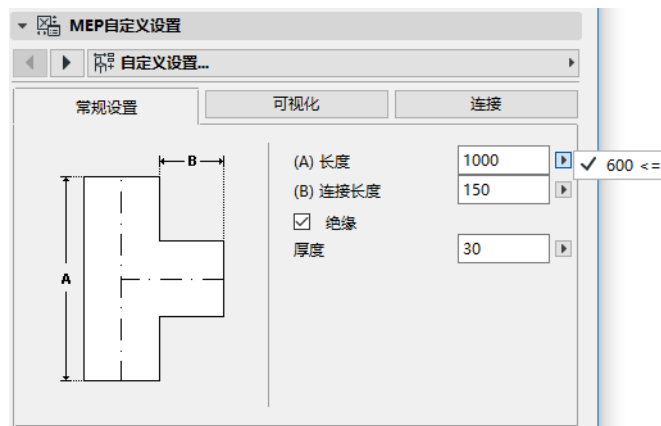 MEP自定义设置
自定义设置...
常规设置 可视化 连接
B
A
(A) 长度 1000
600 <=
(B) 连接长度 150
绝缘
厚度 30